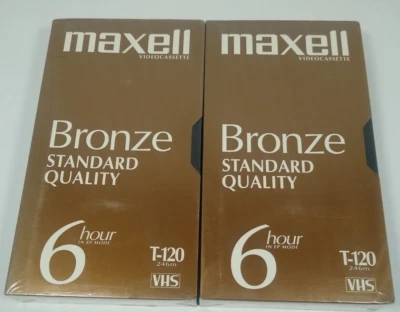 maxell
VIDEOCASSETTE
Bronze
STANDARD
QUALITY
6 hour
IN EP MODE
T-120
246m
VHS
maxell
VIDEOCASSETTE
Bronze
STANDARD
QUALITY
6 hour
IN EP MODE
T-120
246m
VHS